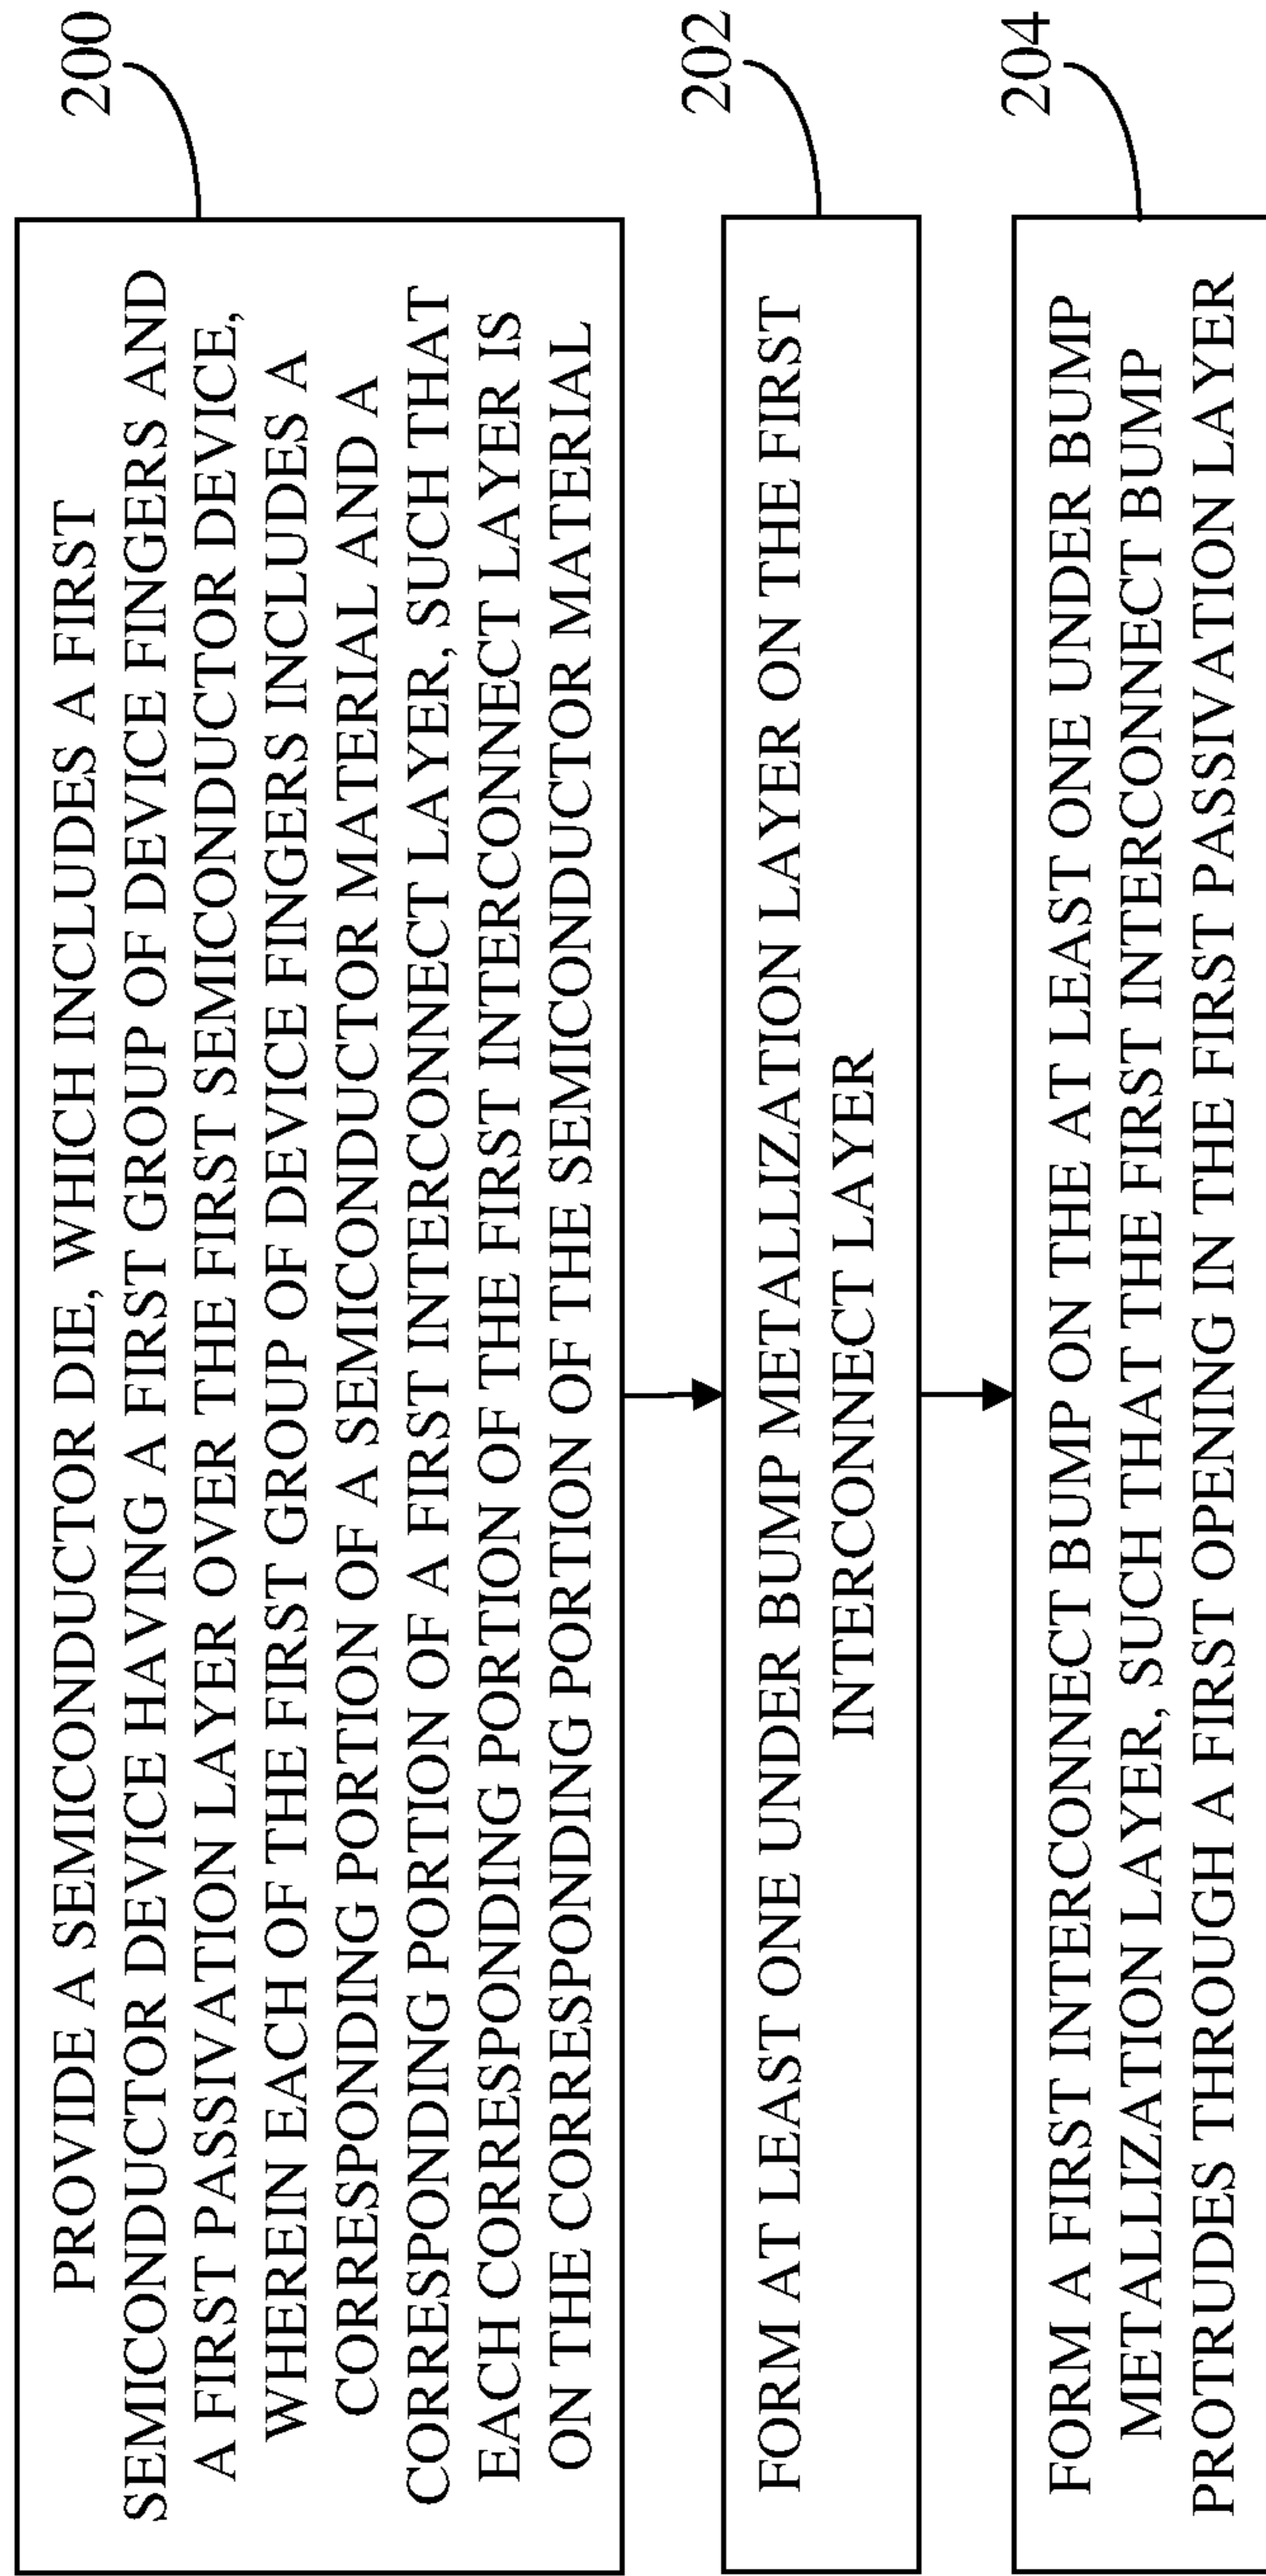 PROVIDE A SEMICONDUCTOR DIE, WHICH INCLUDES A FIRST
SEMICONDUCTOR DEVICE HAVING A FIRST GROUP OF DEVICE FINGERS AND
A FIRST PASSIVATION LAYER OVER THE FIRST SEMICONDUCTOR DEVICE,
WHEREIN EACH OF THE FIRST GROUP OF DEVICE FINGERS INCLUDES A
CORRESPONDING PORTION OF A SEMICONDUCTOR MATERIAL AND A
CORRESPONDING PORTION OF A FIRST INTERCONNECT LAYER, SUCH THAT
EACH CORRESPONDING PORTION OF THE FIRST INTERCONNECT LAYER IS
ON THE CORRESPONDING PORTION OF THE SEMICONDUCTOR MATERIAL
200
FORM AT LEAST ONE UNDER BUMP METALLIZATION LAYER ON THE FIRST
INTERCONNECT LAYER
202
FORM A FIRST INTERCONNECT BUMP ON THE AT LEAST ONE UNDER BUMP
METALLIZATION LAYER, SUCH THAT THE FIRST INTERCONNECT BUMP
PROTRUDES THROUGH A FIRST OPENING IN THE FIRST PASSIVATION LAYER
204